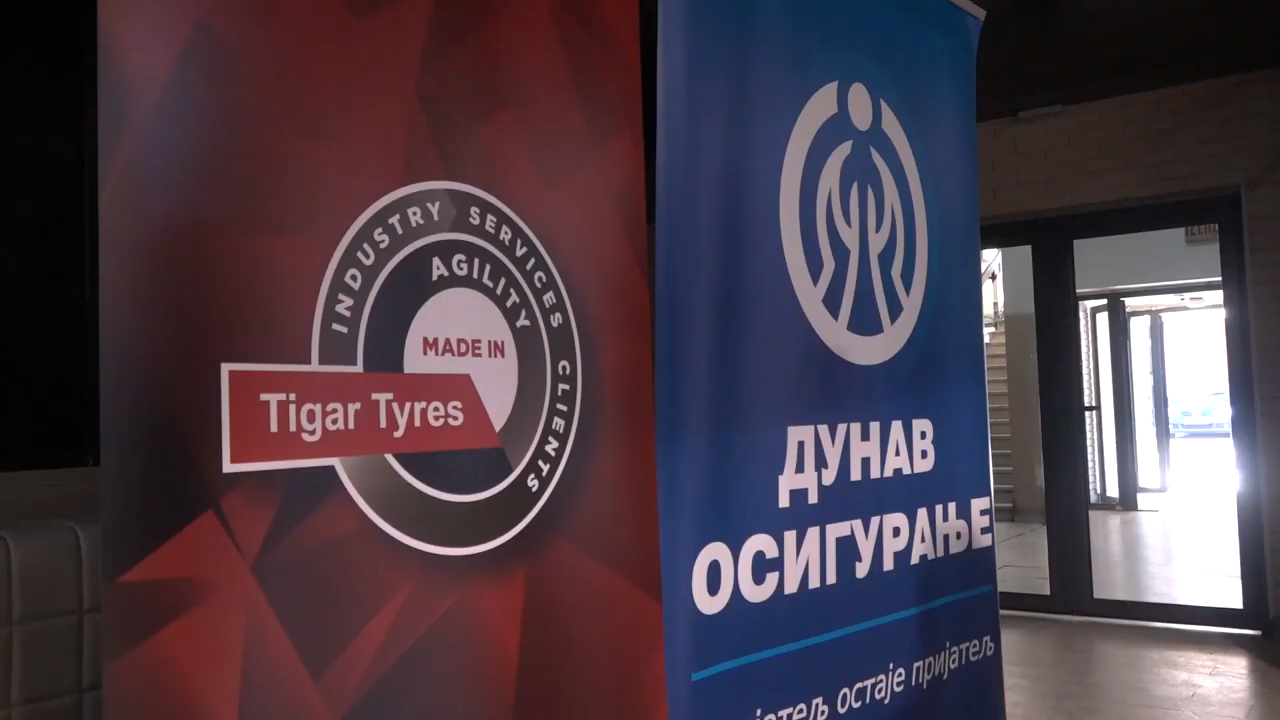 INDUSTRY SERVICES CLIENTS
AGILITY
MADE IN
Tigar Tyres
ДУНАВ
ОСИГУРАЊЕ
остаје пријатељ